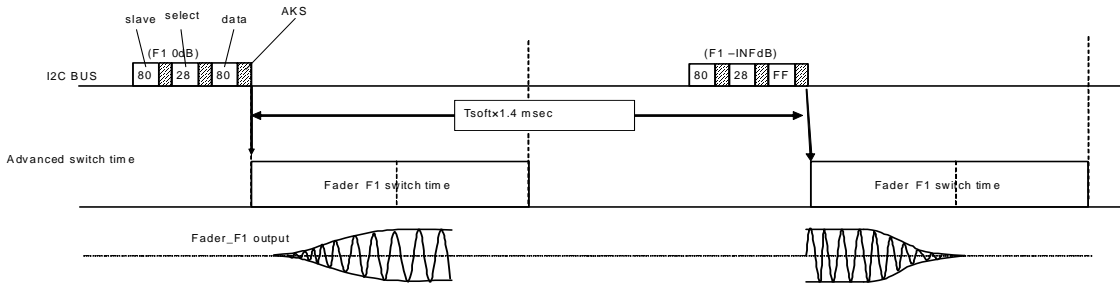 slave select data AKS
(F1 0dB) (F1 –INFdB)
I2C BUS 80 28 80 80 28 FF
Tsoft×1.4 msec
Advanced switch time
Fader F1 switch time Fader F1 switch time
Fader_F1 output